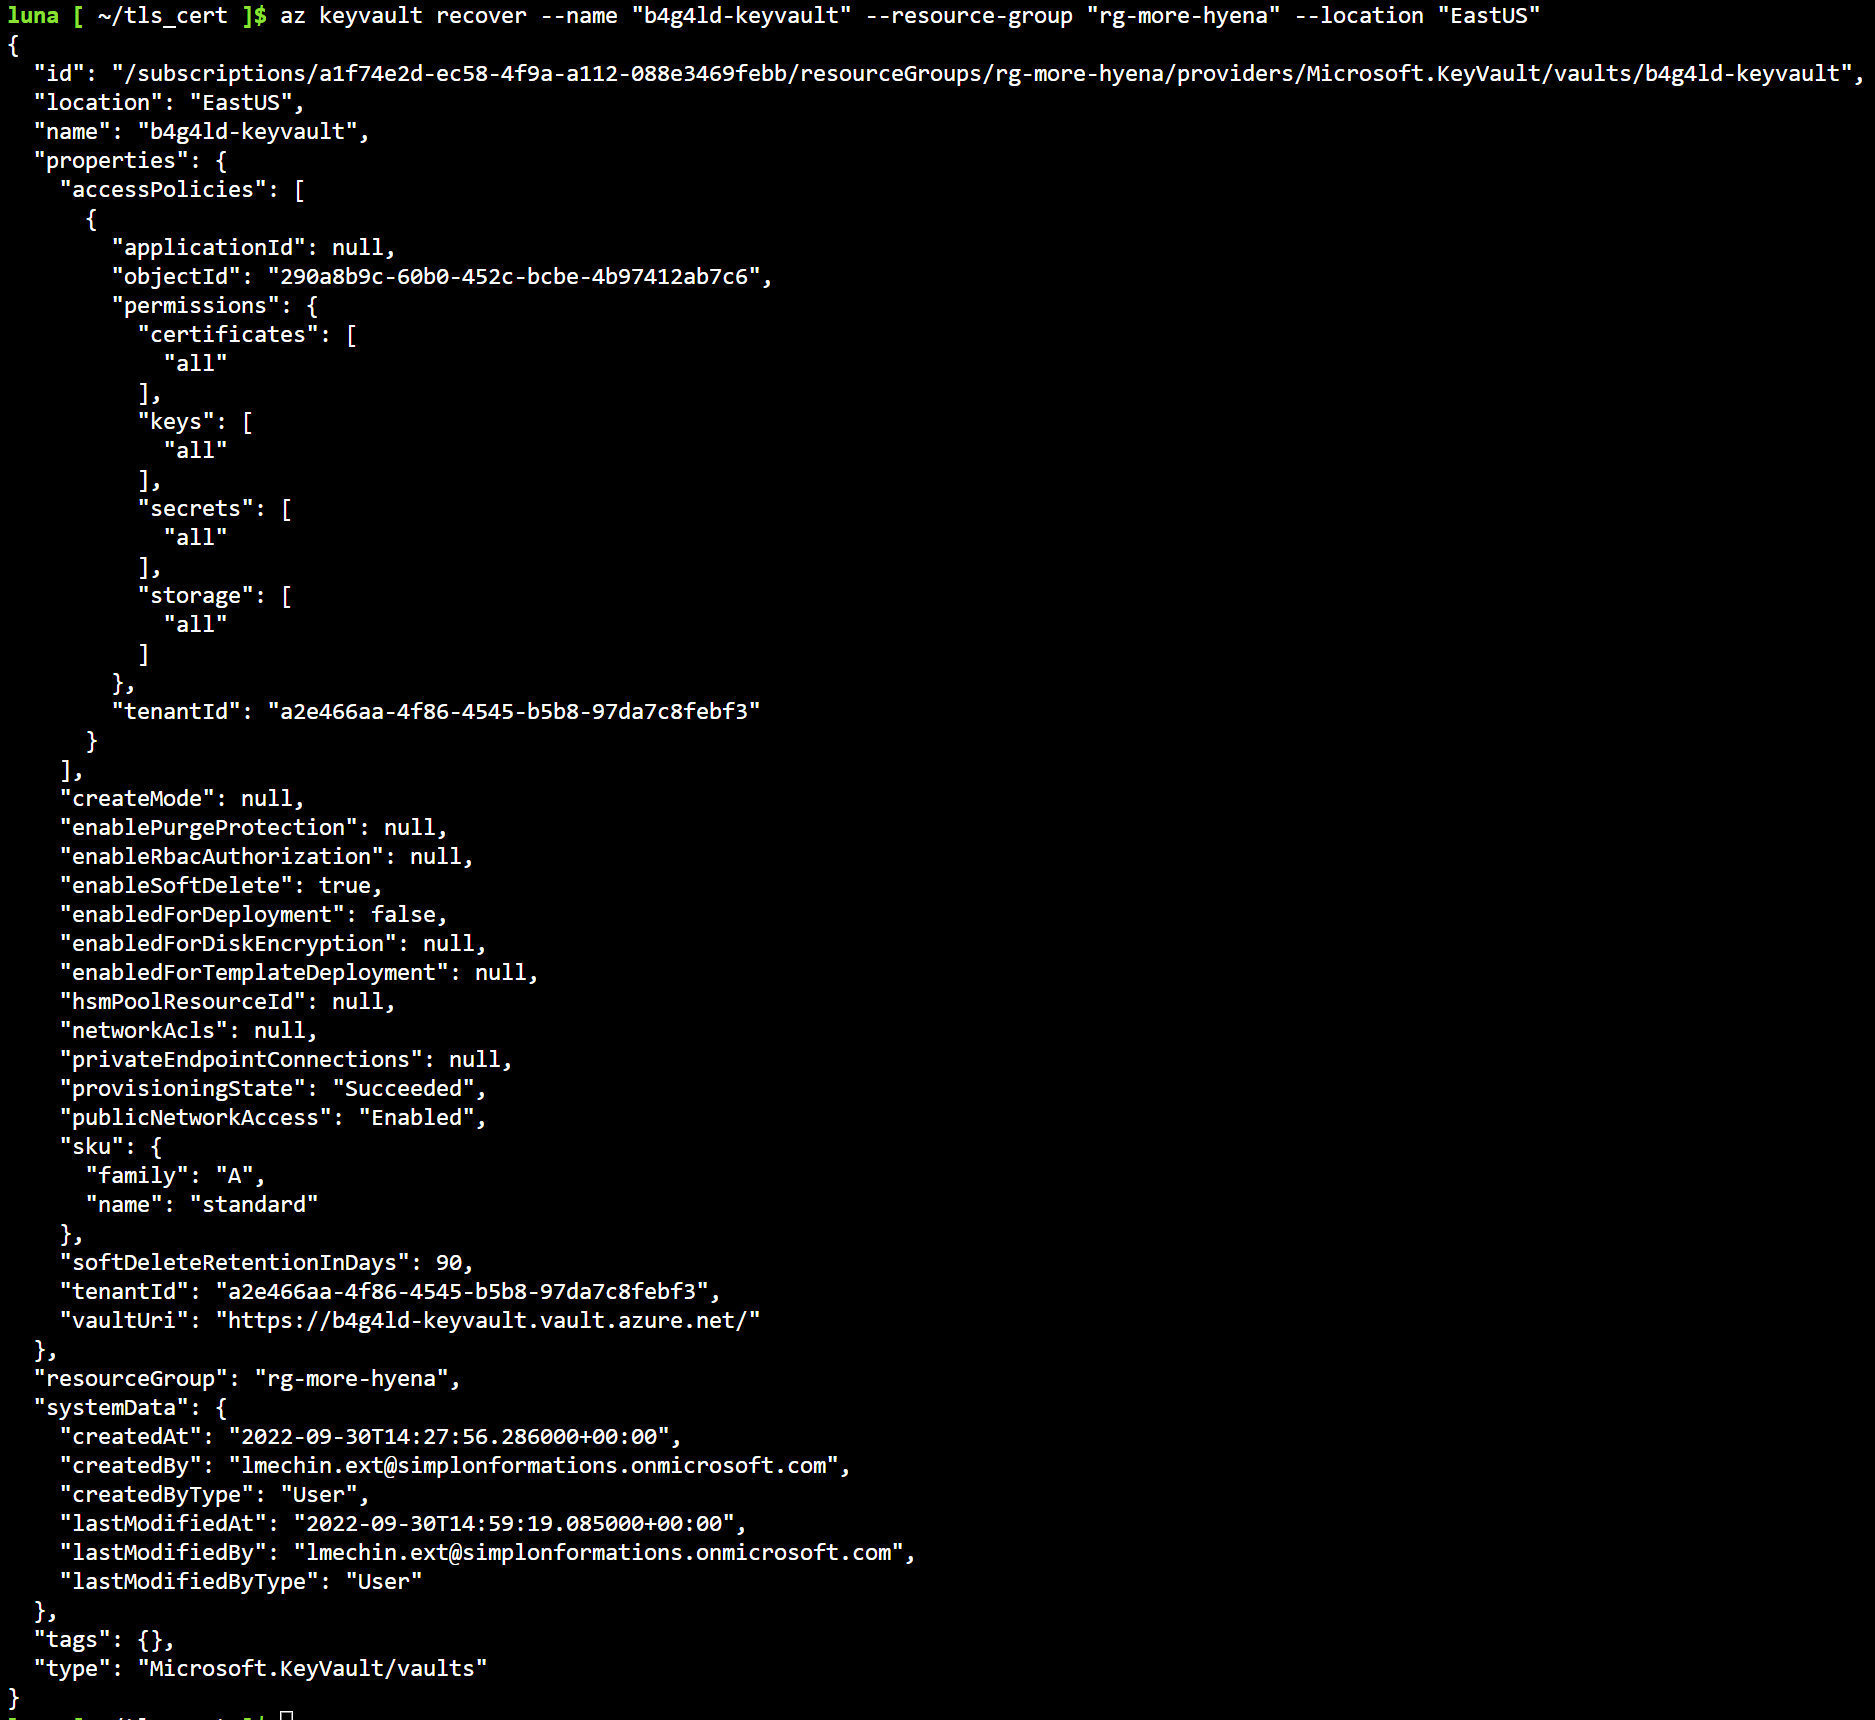 luna [ ~/tls_cert ]$ az keyvault recover --name "b4g4ld-keyvault" --resource-group "rg-more-hyena" --location "EastUS"
{
  "id": "/subscriptions/a1f74e2d-ec58-4f9a-a112-088e3469febb/resourceGroups/rg-more-hyena/providers/Microsoft.KeyVault/vaults/b4g4ld-keyvault",
  "location": "EastUS",
  "name": "b4g4ld-keyvault",
  "properties": {
    "accessPolicies": [
      {
        "applicationId": null,
        "objectId": "290a8b9c-60b0-452c-bcbe-4b97412ab7c6",
        "permissions": {
          "certificates": [
            "all"
          ],
          "keys": [
            "all"
          ],
          "secrets": [
            "all"
          ],
          "storage": [
            "all"
          ]
        },
        "tenantId": "a2e466aa-4f86-4545-b5b8-97da7c8febf3"
      }
    ],
    "createMode": null,
    "enablePurgeProtection": null,
    "enableRbacAuthorization": null,
    "enableSoftDelete": true,
    "enabledForDeployment": false,
    "enabledForDiskEncryption": null,
    "enabledForTemplateDeployment": null,
    "hsmPoolResourceId": null,
    "networkAcls": null,
    "privateEndpointConnections": null,
    "provisioningState": "Succeeded",
    "publicNetworkAccess": "Enabled",
    "sku": {
      "family": "A",
      "name": "standard"
    },
    "softDeleteRetentionInDays": 90,
    "tenantId": "a2e466aa-4f86-4545-b5b8-97da7c8febf3",
    "vaultUri": "https://b4g4ld-keyvault.vault.azure.net/"
  },
  "resourceGroup": "rg-more-hyena",
  "systemData": {
    "createdAt": "2022-09-30T14:27:56.286000+00:00",
    "createdBy": "lmechin.ext@simplonformations.onmicrosoft.com",
    "createdByType": "User",
    "lastModifiedAt": "2022-09-30T14:59:19.085000+00:00",
    "lastModifiedBy": "lmechin.ext@simplonformations.onmicrosoft.com",
    "lastModifiedByType": "User"
  },
  "tags": {},
  "type": "Microsoft.KeyVault/vaults"
}